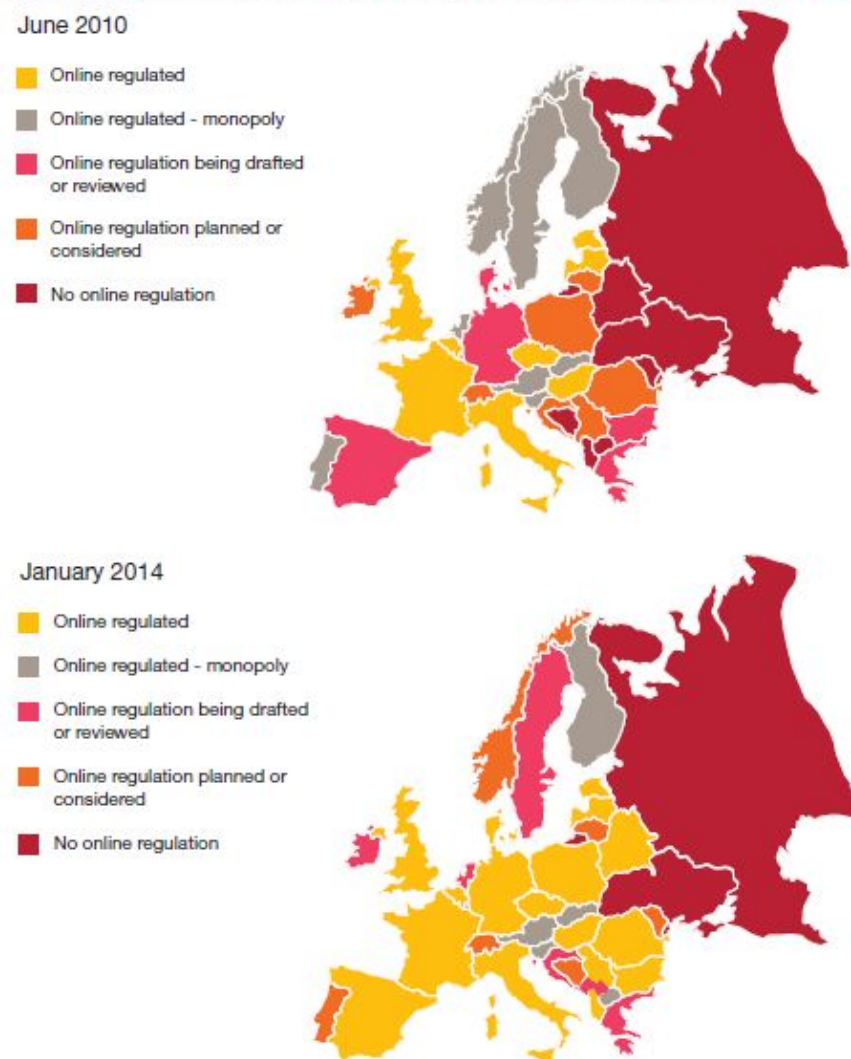 June 2010
Online regulated
Online regulated - monopoly
Online regulation being drafted
or reviewed
Online regulation planned or
considered
No online regulation
January 2014
Online regulated
Online regulated - monopoly
Online regulation being drafted
or reviewed
Online regulation planned or
considered
No online regulation